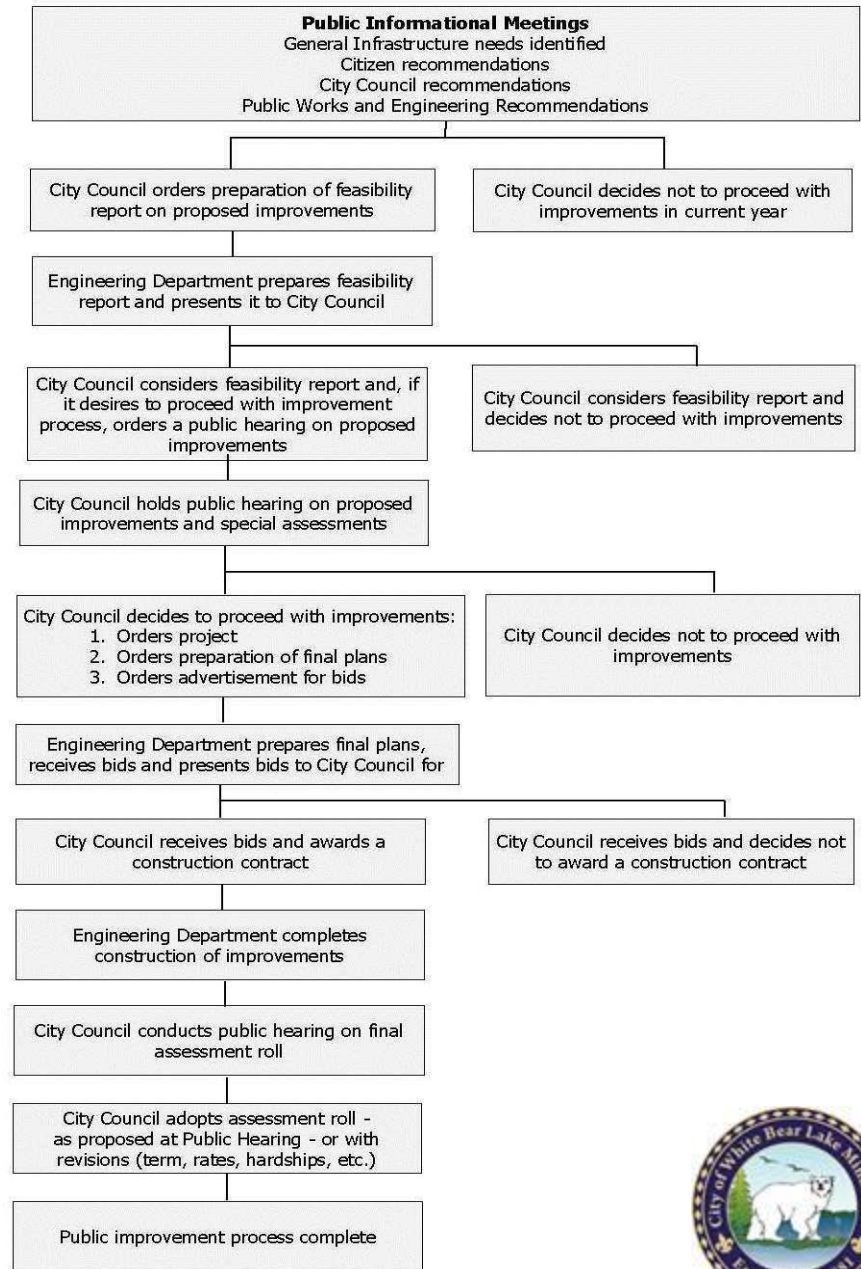 Public Informational Meetings
General Infrastructure needs identified
Citizen recommendations
City Council recommendations
Public Works and Engineering Recommendations
City Council orders preparation of feasibility
report on proposed improvements
City Council decides not to proceed with
improvements in current year
Engineering Department prepares feasibility
report and presents it to City Council
City Council considers feasibility report and, if
it desires to proceed with improvement
process, orders a public hearing on proposed
improvements
City Council considers feasibility report and
decides not to proceed with improvements
City Council holds public hearing on proposed
improvements and special assessments
City Council decides to proceed with improvements:
1. Orders project
2. Orders preparation of final plans
3. Orders advertisement for bids
City Council decides not to proceed with
improvements
Engineering Department prepares final plans,
receives bids and presents bids to City Council for
City Council receives bids and awards a
construction contract
City Council receives bids and decides not
to award a construction contract
Engineering Department completes
construction of improvements
City Council conducts public hearing on final
assessment roll
City Council adopts assessment roll -
as proposed at Public Hearing - or with
revisions (term, rates, hardships, etc.)
Public improvement process complete
City of White Bear Lake